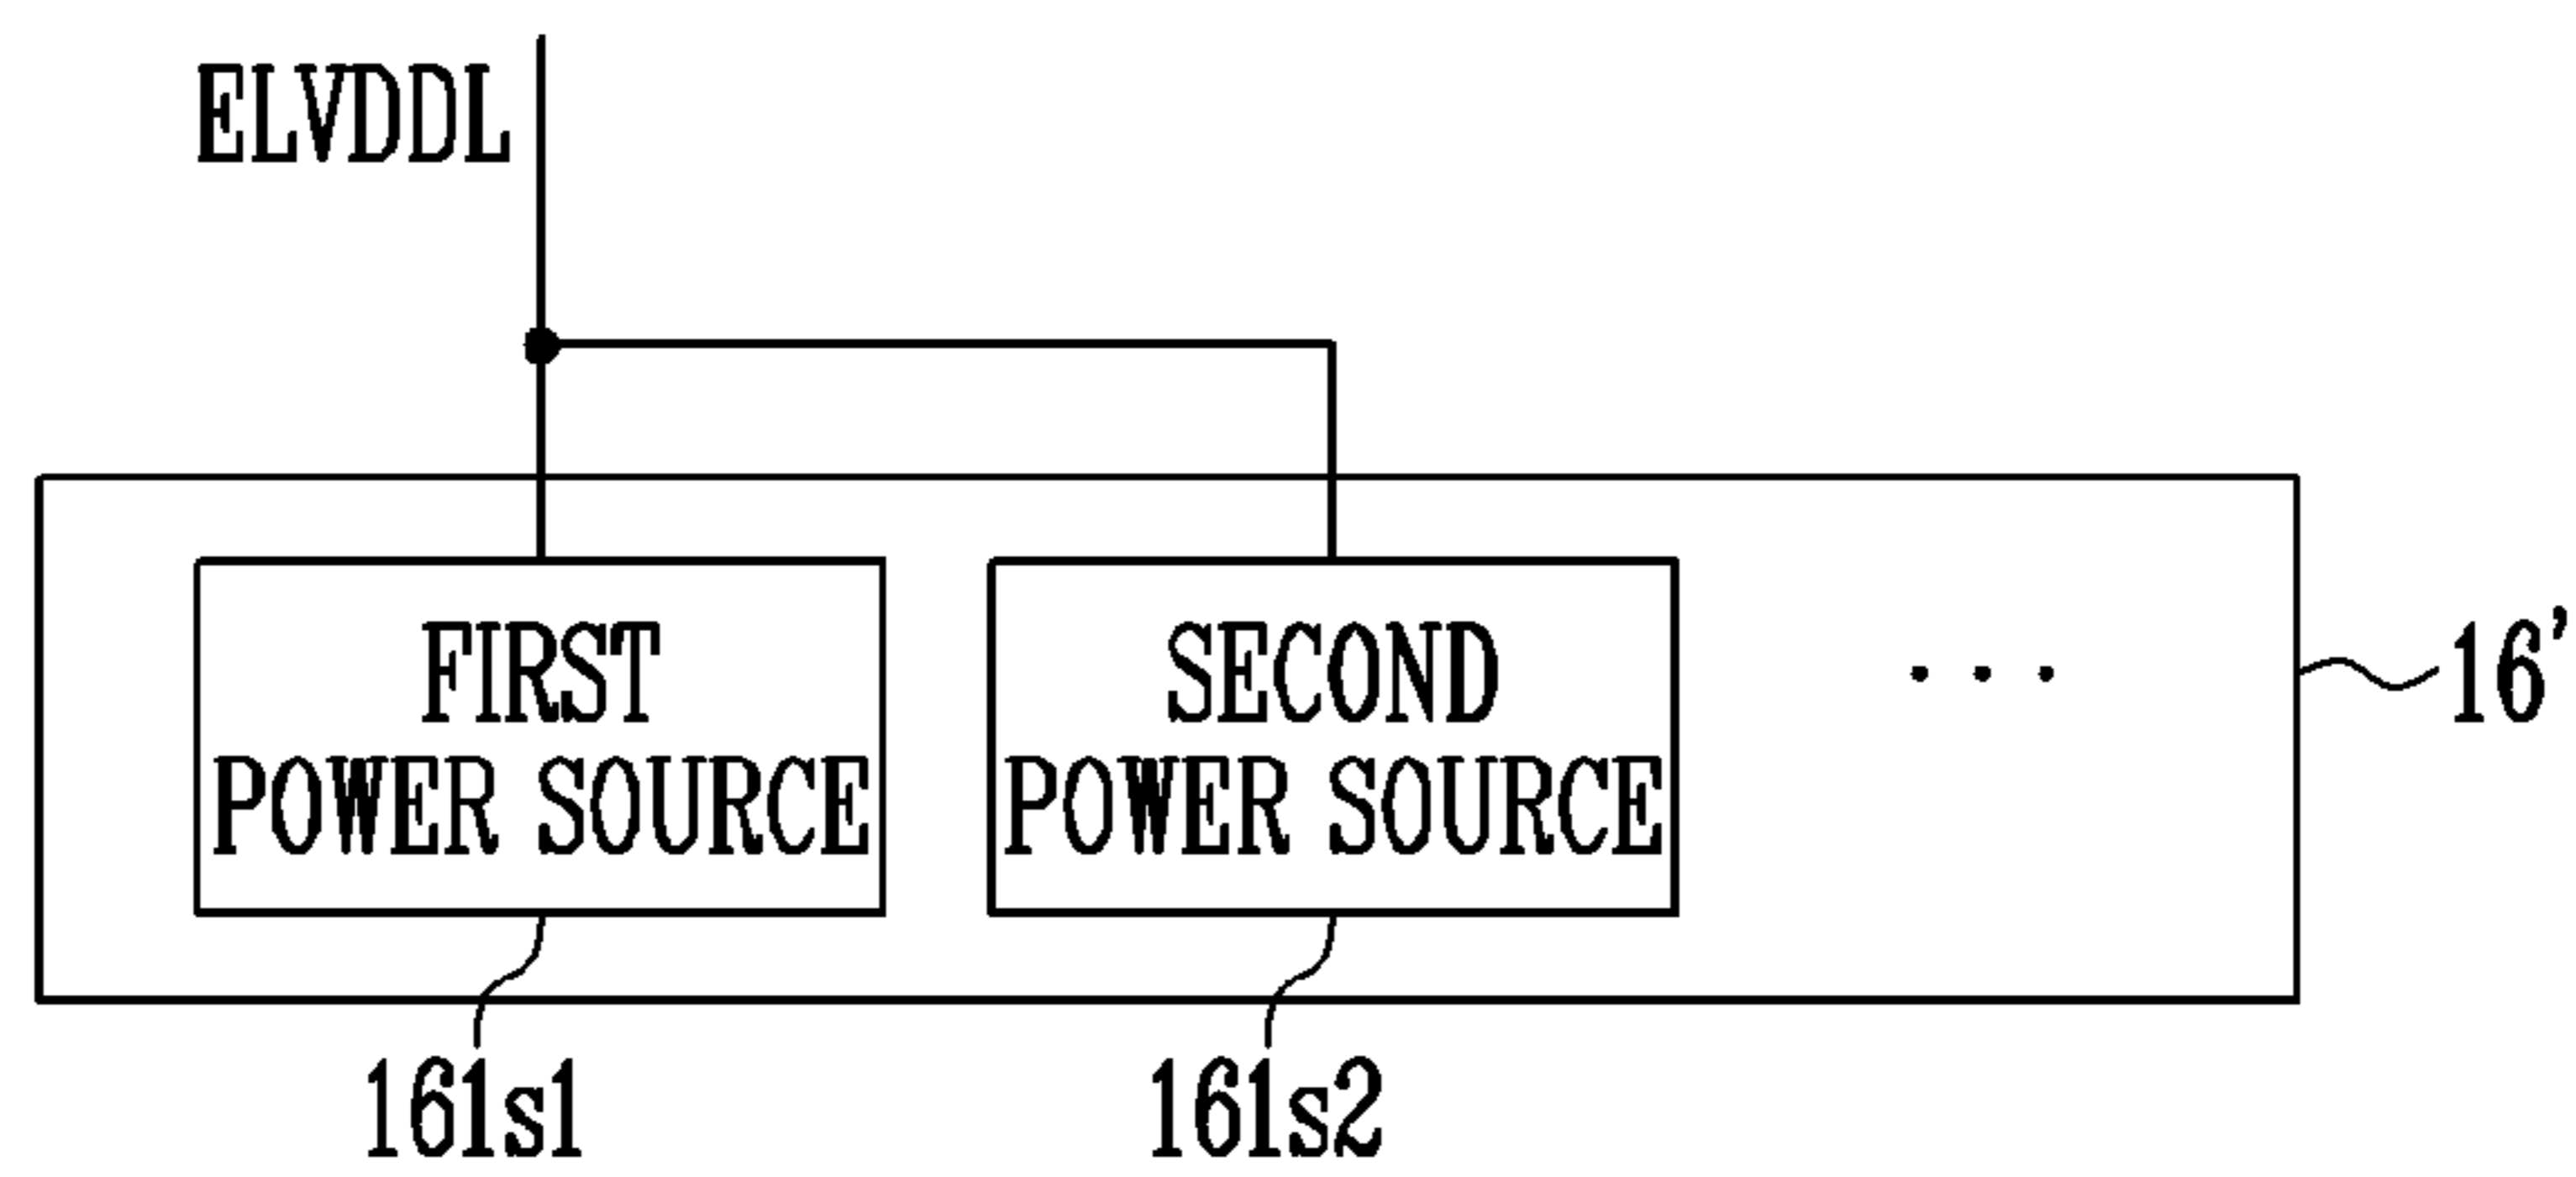 ELVDDL
FIRST
POWER SOURCE
SECOND
POWER SOURCE
. . .
16'
161s1
161s2